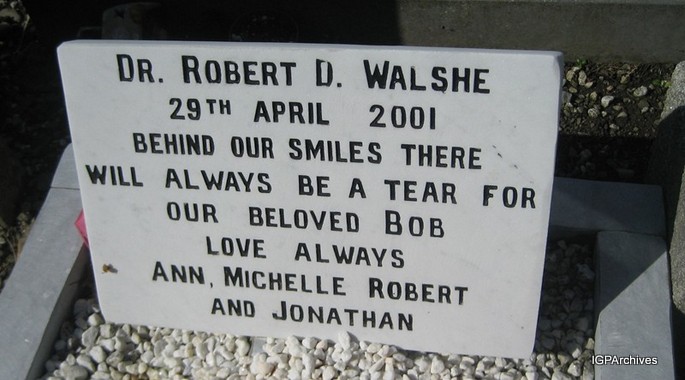 DR. ROBERT D. WALSHE
29TH APRIL 2001
BEHIND OUR SMILES THERE
WILL ALWAYS BE A TEAR FOR
OUR BELOVED BOB
LOVE ALWAYS
ANN, MICHELLE ROBERT
AND JONATHAN
IGPArchives